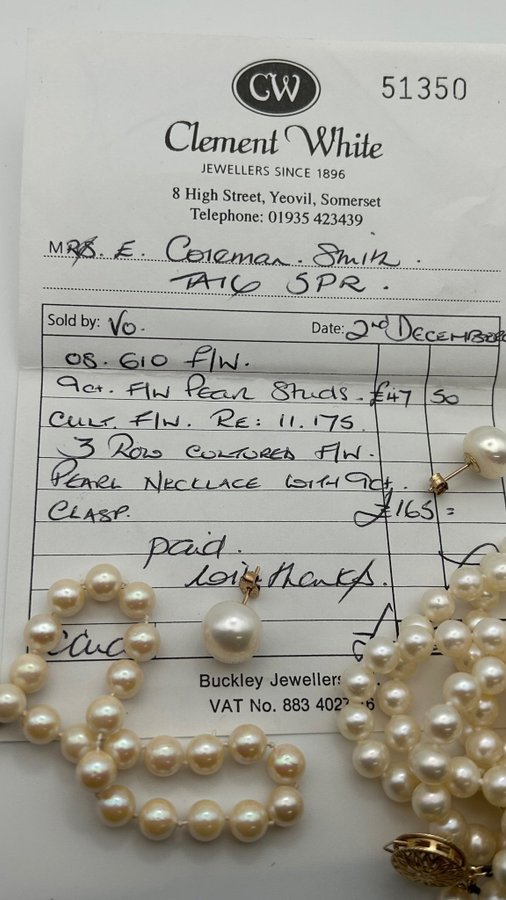 CW
51350
Clement White
JEWELLERS SINCE 1896
8 High Street, Yeovil, Somerset
Telephone: 01935 423439
MRS. E. Coleman. Smith.
TA16 5PR.
Sold by: VO. Date: 2nd DECEMBER
08. 610 F/W.
9ct. F/W Pearl Studs. £47 50
CULT. F/W. RE: 11.175.
3 ROW CULTURED F/W.
PEARL NECKLACE WITH 9ct.
CLASP. £165 =
paid.
with thanks.
Buckley Jewellers
VAT No. 883 402 6